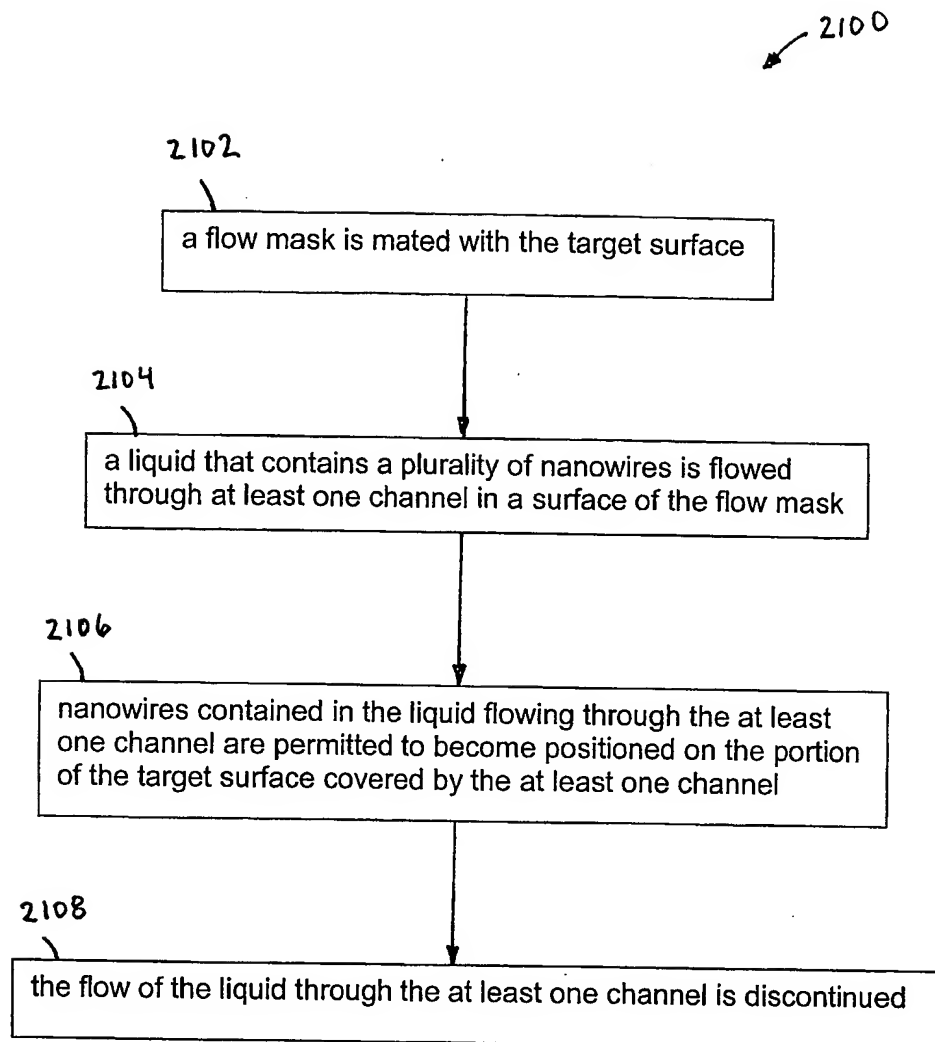 2100
2102
a flow mask is mated with the target surface
2104
a liquid that contains a plurality of nanowires is flowed
through at least one channel in a surface of the flow mask
2106
nanowires contained in the liquid flowing through the at least
one channel are permitted to become positioned on the portion
of the target surface covered by the at least one channel
2108
the flow of the liquid through the at least one channel is discontinued